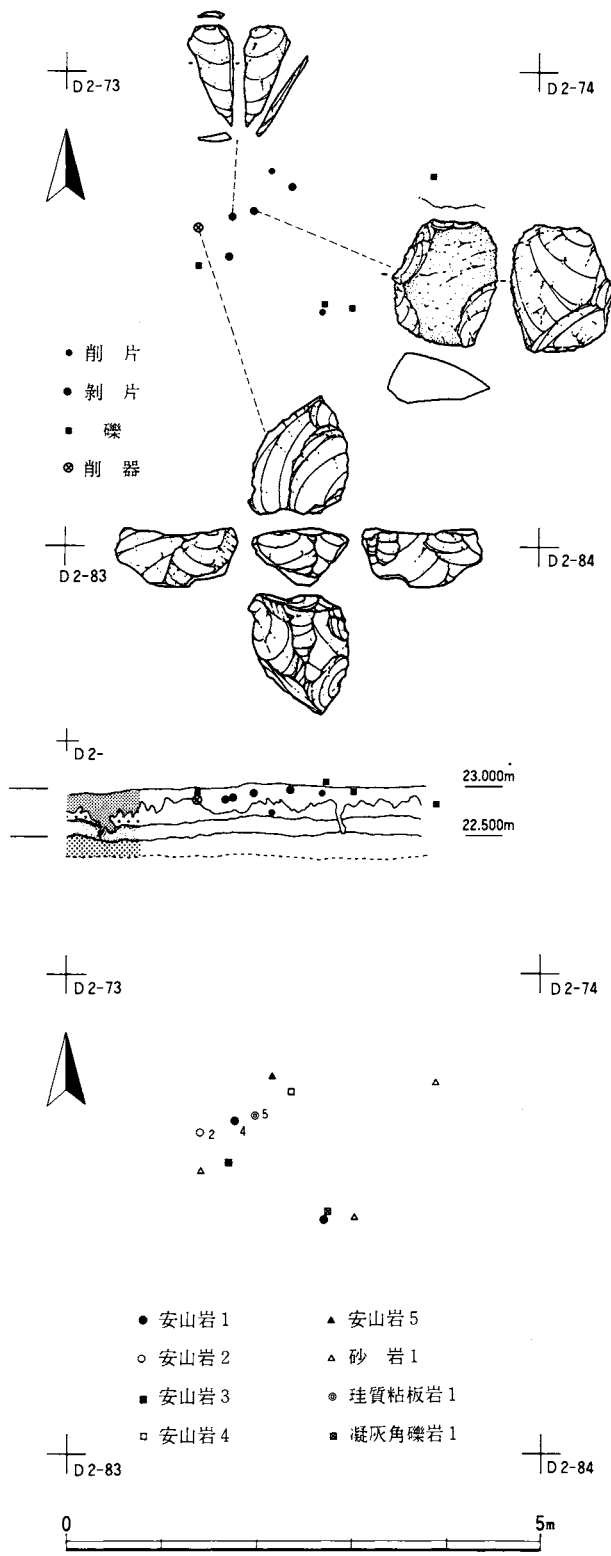 D2-73
D2-74
削片
剝片
礫
削器
D2-83
D2-84
D2-
23.000m
22.500m
D2-73
D2-74
5
2
4
安山岩1
安山岩5
安山岩2
砂岩1
安山岩3
珪質粘板岩1
安山岩4
凝灰角礫岩1
D2-83
D2-84
0
5m